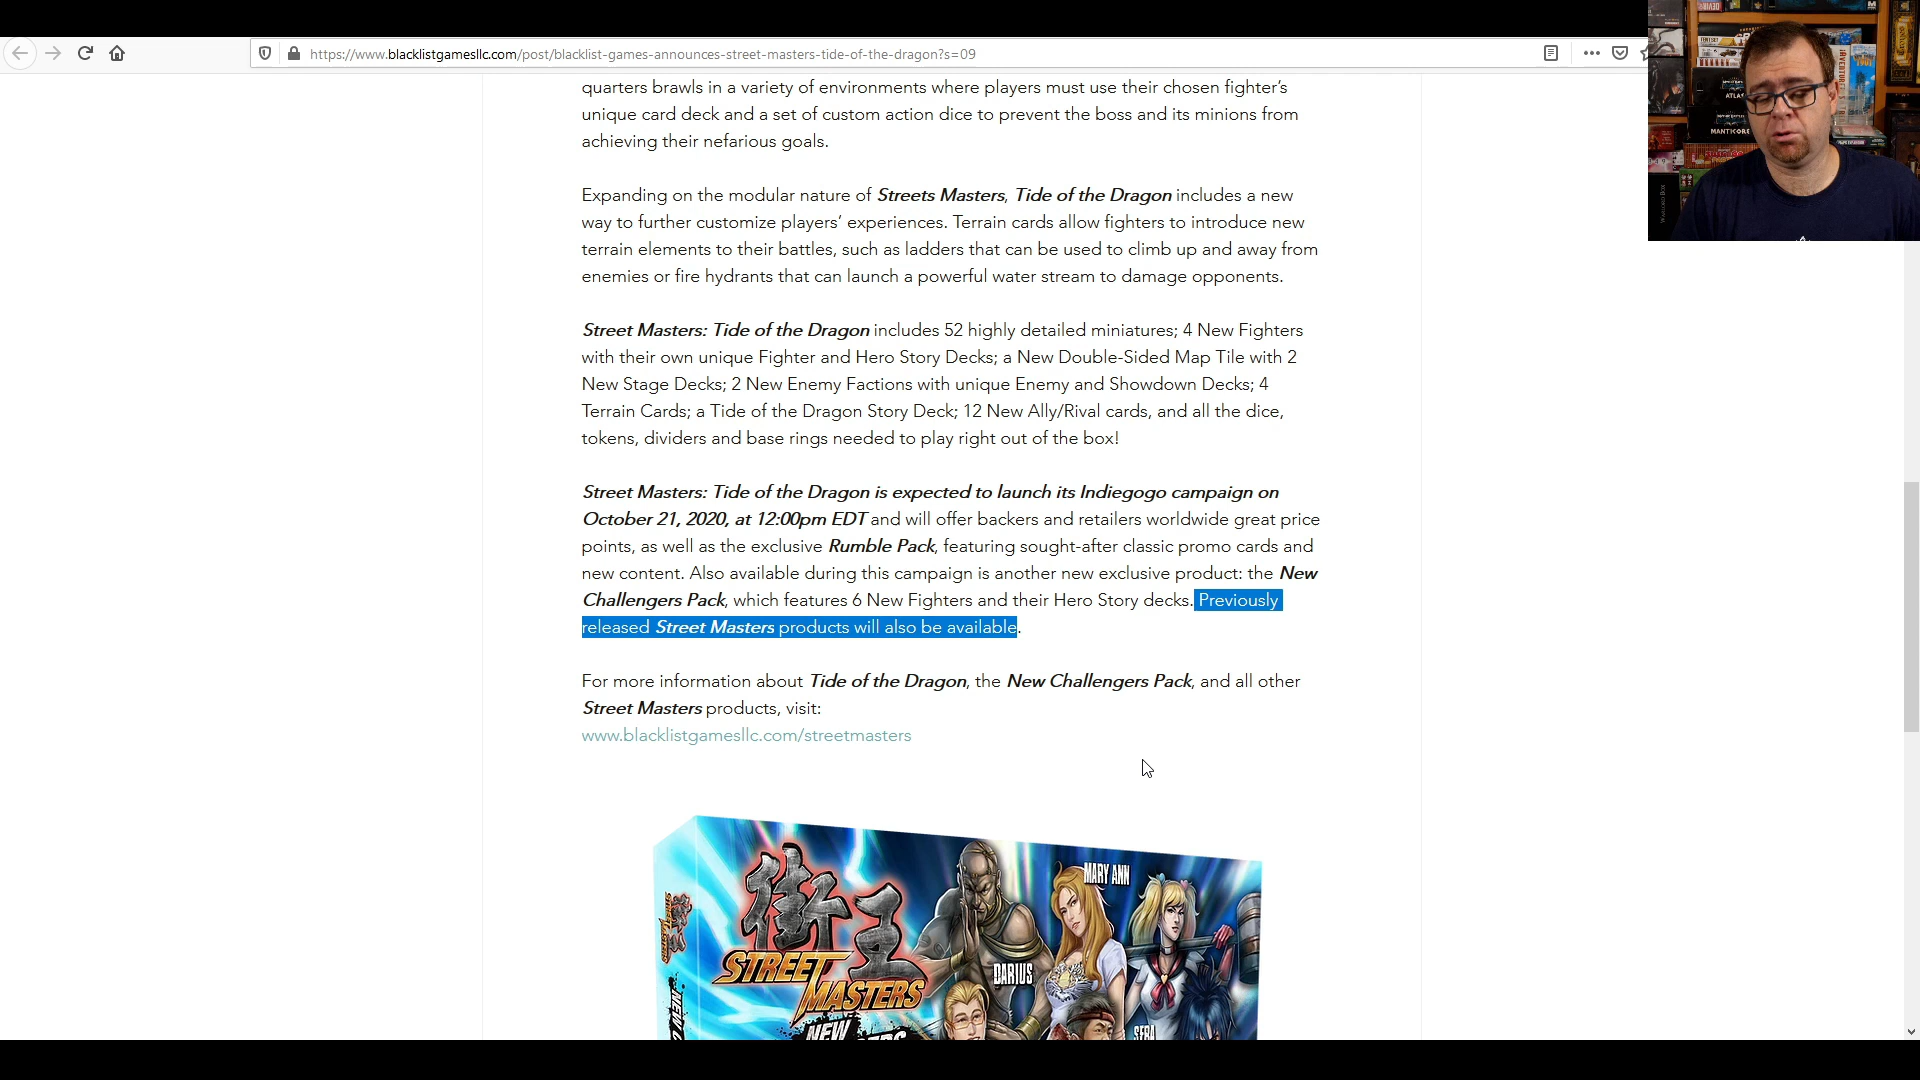 https://www.blacklistgamesllc.com/post/blacklist-games-announces-street-masters-tide-of-the-dragon?s=09
quarters brawls in a variety of environments where players must use their chosen fighter's
unique card deck and a set of custom action dice to prevent the boss and its minions from
achieving their nefarious goals.
Expanding on the modular nature of Streets Masters, Tide of the Dragon includes a new
way to further customize players' experiences. Terrain cards allow fighters to introduce new
terrain elements to their battles, such as ladders that can be used to climb up and away from
enemies or fire hydrants that can launch a powerful water stream to damage opponents.
Street Masters: Tide of the Dragon includes 52 highly detailed miniatures; 4 New Fighters
with their own unique Fighter and Hero Story Decks; a New Double-Sided Map Tile with 2
New Stage Decks; 2 New Enemy Factions with unique Enemy and Showdown Decks; 4
Terrain Cards; a Tide of the Dragon Story Deck; 12 New Ally/Rival cards, and all the dice,
tokens, dividers and base rings needed to play right out of the box!
Street Masters: Tide of the Dragon is expected to launch its Indiegogo campaign on
October 21, 2020, at 12:00pm EDT and will offer backers and retailers worldwide great price
points, as well as the exclusive Rumble Pack, featuring sought-after classic promo cards and
new content. Also available during this campaign is another new exclusive product: the New
Challengers Pack, which features 6 New Fighters and their Hero Story decks. Previously
released Street Masters products will also be available.
For more information about Tide of the Dragon, the New Challengers Pack, and all other
Street Masters products, visit:
www.blacklistgamesllc.com/streetmasters
街王
STREET
MASTERS
NEW
MARY ANN
DARIUS
MANTICORE
ATLAS